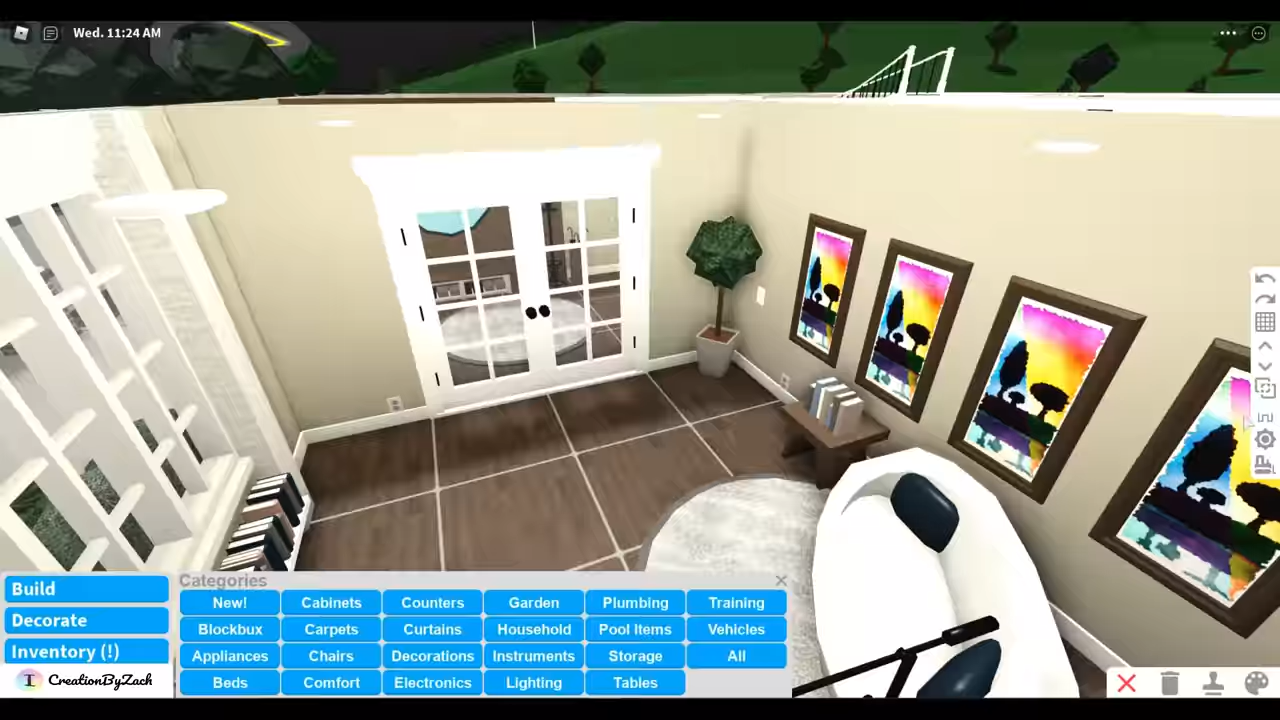 Wed. 11:24 AM
Build
Decorate
Inventory (!)
CreationByZach
Categories
New! Cabinets Counters Garden Plumbing Training
Blockbux Carpets Curtains Household Pool Items Vehicles
Appliances Chairs Decorations Instruments Storage All
Beds Comfort Electronics Lighting Tables